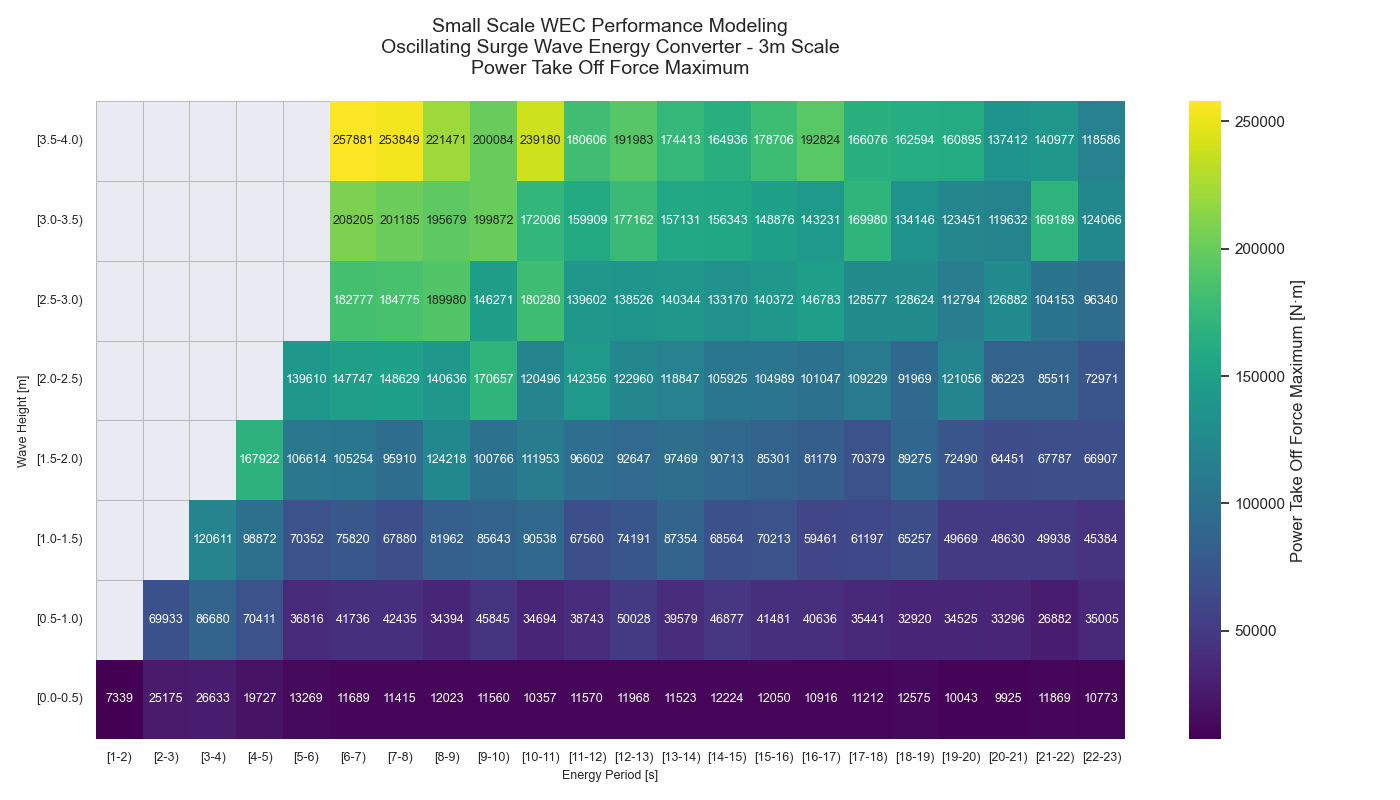 Small Scale WEC Performance Modeling
Oscillating Surge Wave Energy Converter - 3m Scale
Power Take Off Force Maximum
[3.5-4.0) 257881 253849 221471 200084 239180 180606 191983 174413 164936 178706 192824 166076 162594 160895 137412 140977 118586
[3.0-3.5) 208205 201185 195679 199872 172006 159909 177162 157131 156343 148876 143231 169980 134146 123451 119632 169189 124066
[2.5-3.0) 182777 184775 189980 146271 180280 139602 138526 140344 133170 140372 146783 128577 128624 112794 126882 104153 96340
[2.0-2.5) 139610 147747 148629 140636 170657 120496 142356 122960 118847 105925 104989 101047 109229 91969 121056 86223 85511 72971
[1.5-2.0) 167922 106614 105254 95910 124218 100766 111953 96602 92647 97469 90713 85301 81179 70379 89275 72490 64451 67787 66907
[1.0-1.5) 120611 98872 70352 75820 67880 81962 85643 90538 67560 74191 87354 68564 70213 59461 61197 65257 49669 48630 49938 45384
[0.5-1.0) 69933 86680 70411 36816 41736 42435 34394 45845 34694 38743 50028 39579 46877 41481 40636 35441 32920 34525 33296 26882 35005
[0.0-0.5) 7339 25175 26633 19727 13269 11689 11415 12023 11560 10357 11570 11968 11523 12224 12050 10916 11212 12575 10043 9925 11869 10773
[1-2) [2-3) [3-4) [4-5) [5-6) [6-7) [7-8) [8-9) [9-10) [10-11) [11-12) [12-13) [13-14) [14-15) [15-16) [16-17) [17-18) [18-19) [19-20) [20-21) [21-22) [22-23)
Energy Period [s]
Wave Height [m]
250000
200000
150000
100000
50000
Power Take Off Force Maximum [N·m]